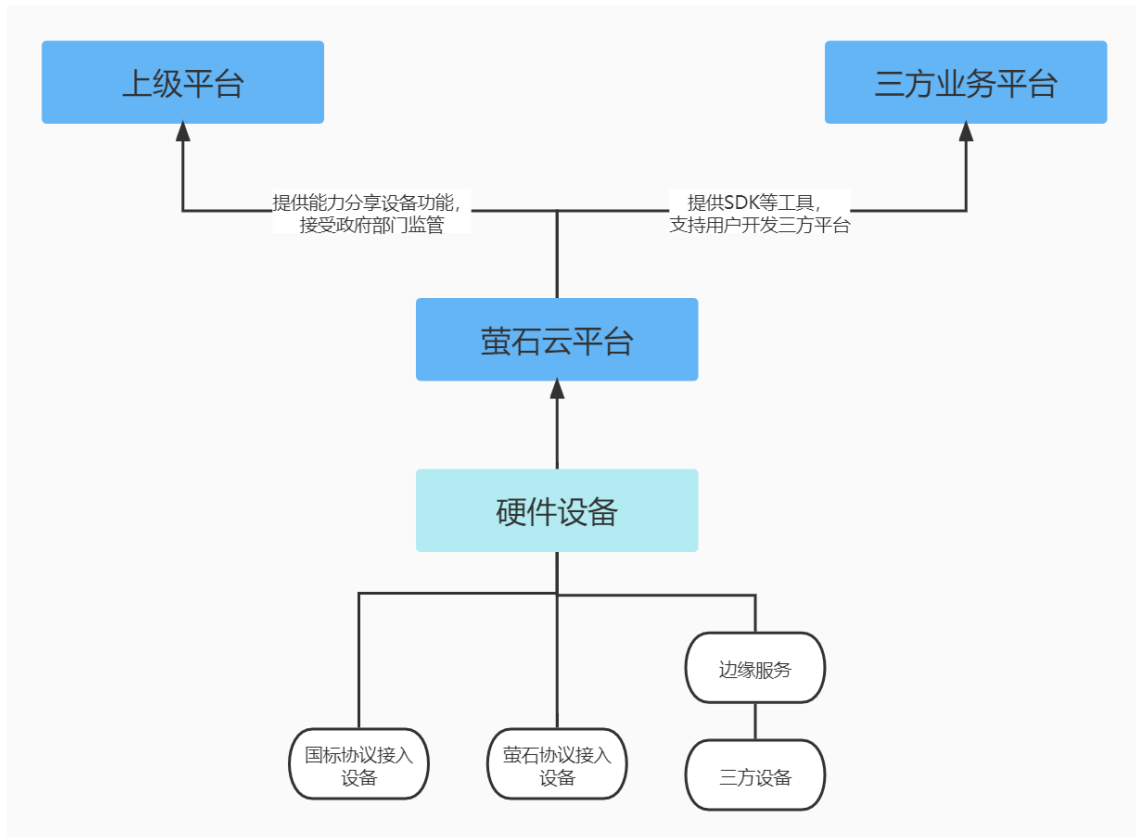 上级平台
三方业务平台
提供能力分享设备功能，
接受政府部门监管
提供SDK等工具，
支持用户开发三方平台
萤石云平台
硬件设备
边缘服务
国标协议接入
设备
萤石协议接入
设备
三方设备